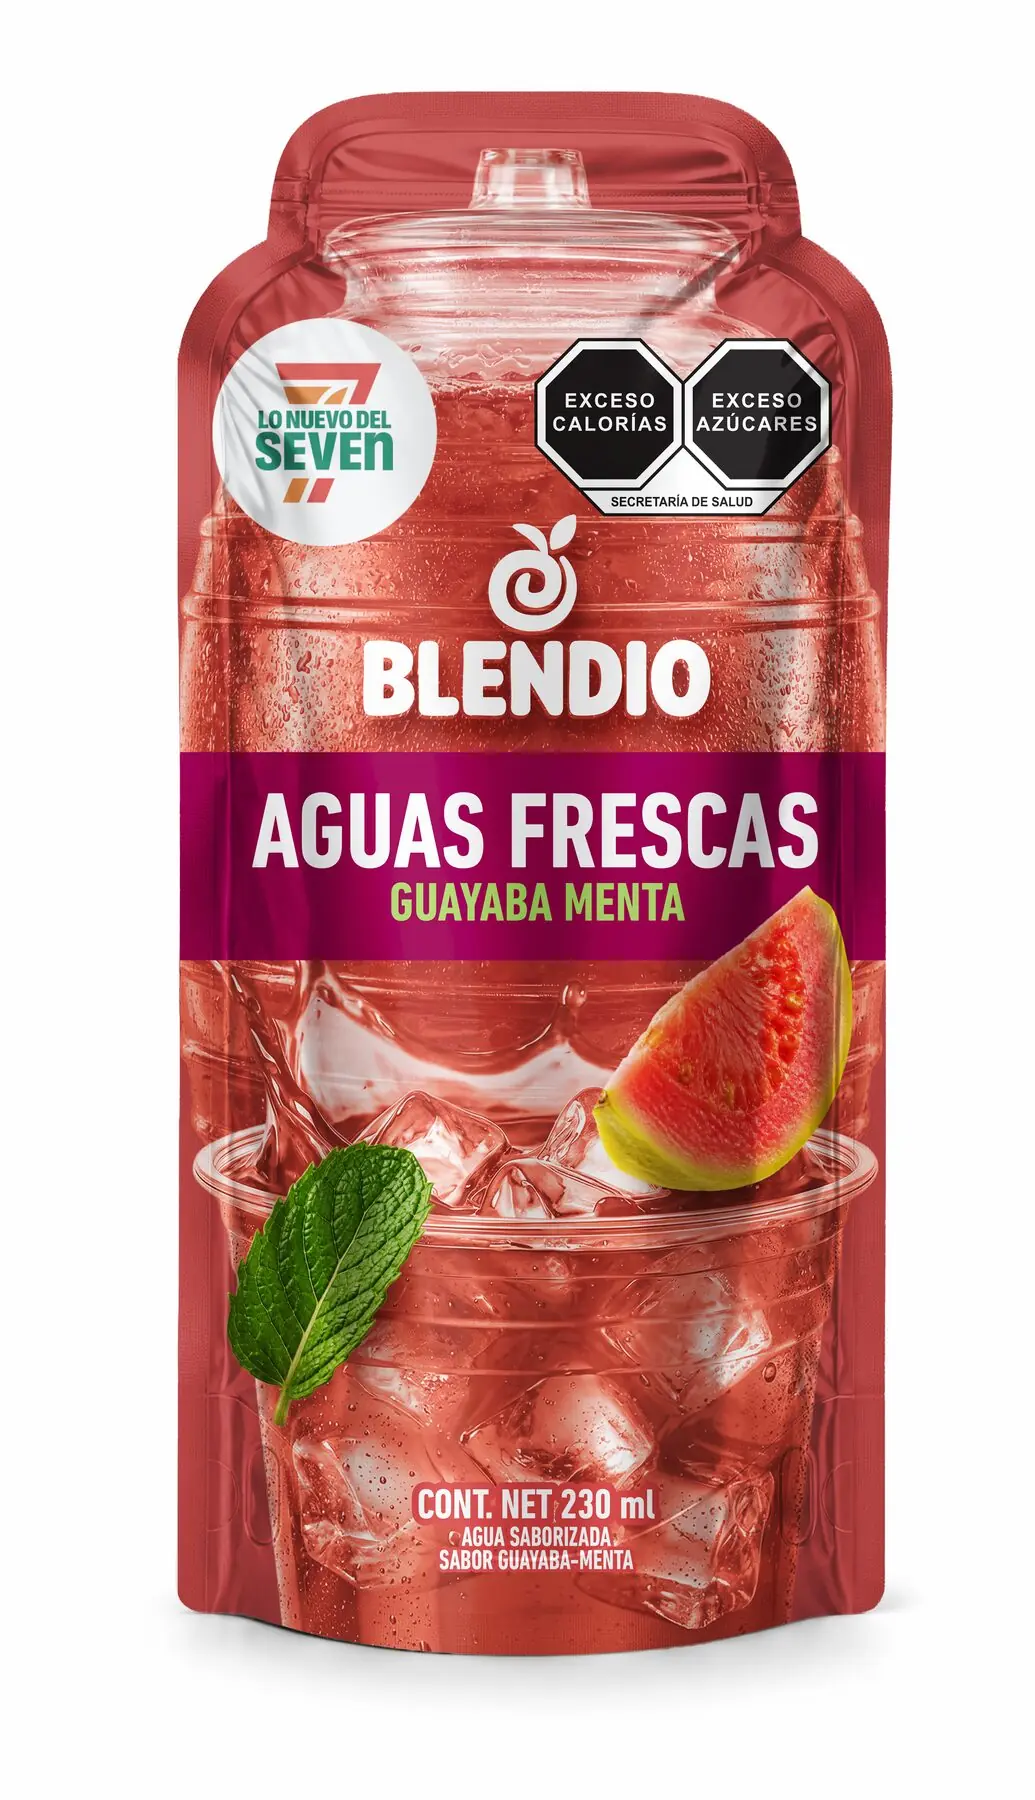 LO NUEVO DEL
SEVEN
EXCESO
CALORÍAS
EXCESO
AZÚCARES
SECRETARÍA DE SALUD
BLENDIO
AGUAS FRESCAS
GUAYABA MENTA
CONT. NET 230 ml
AGUA SABORIZADA
SABOR GUAYABA-MENTA